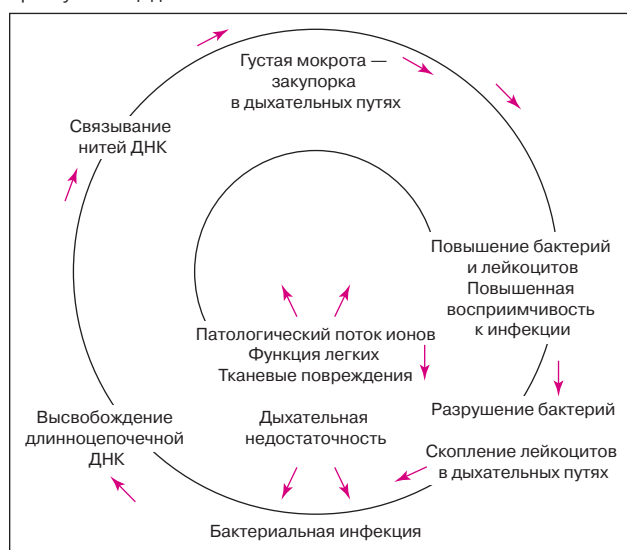 Густая мокрота —
закупорка
в дыхательных путях
Связывание
нитей ДНК
Повышение бактерий
и лейкоцитов
Повышенная
восприимчивость
к инфекции
Патологический поток ионов
Функция легких
Тканевые повреждения
Высвобождение
длинноцепочечной
ДНК
Дыхательная
недостаточность
Разрушение бактерий
Скопление лейкоцитов
в дыхательных путях
Бактериальная инфекция